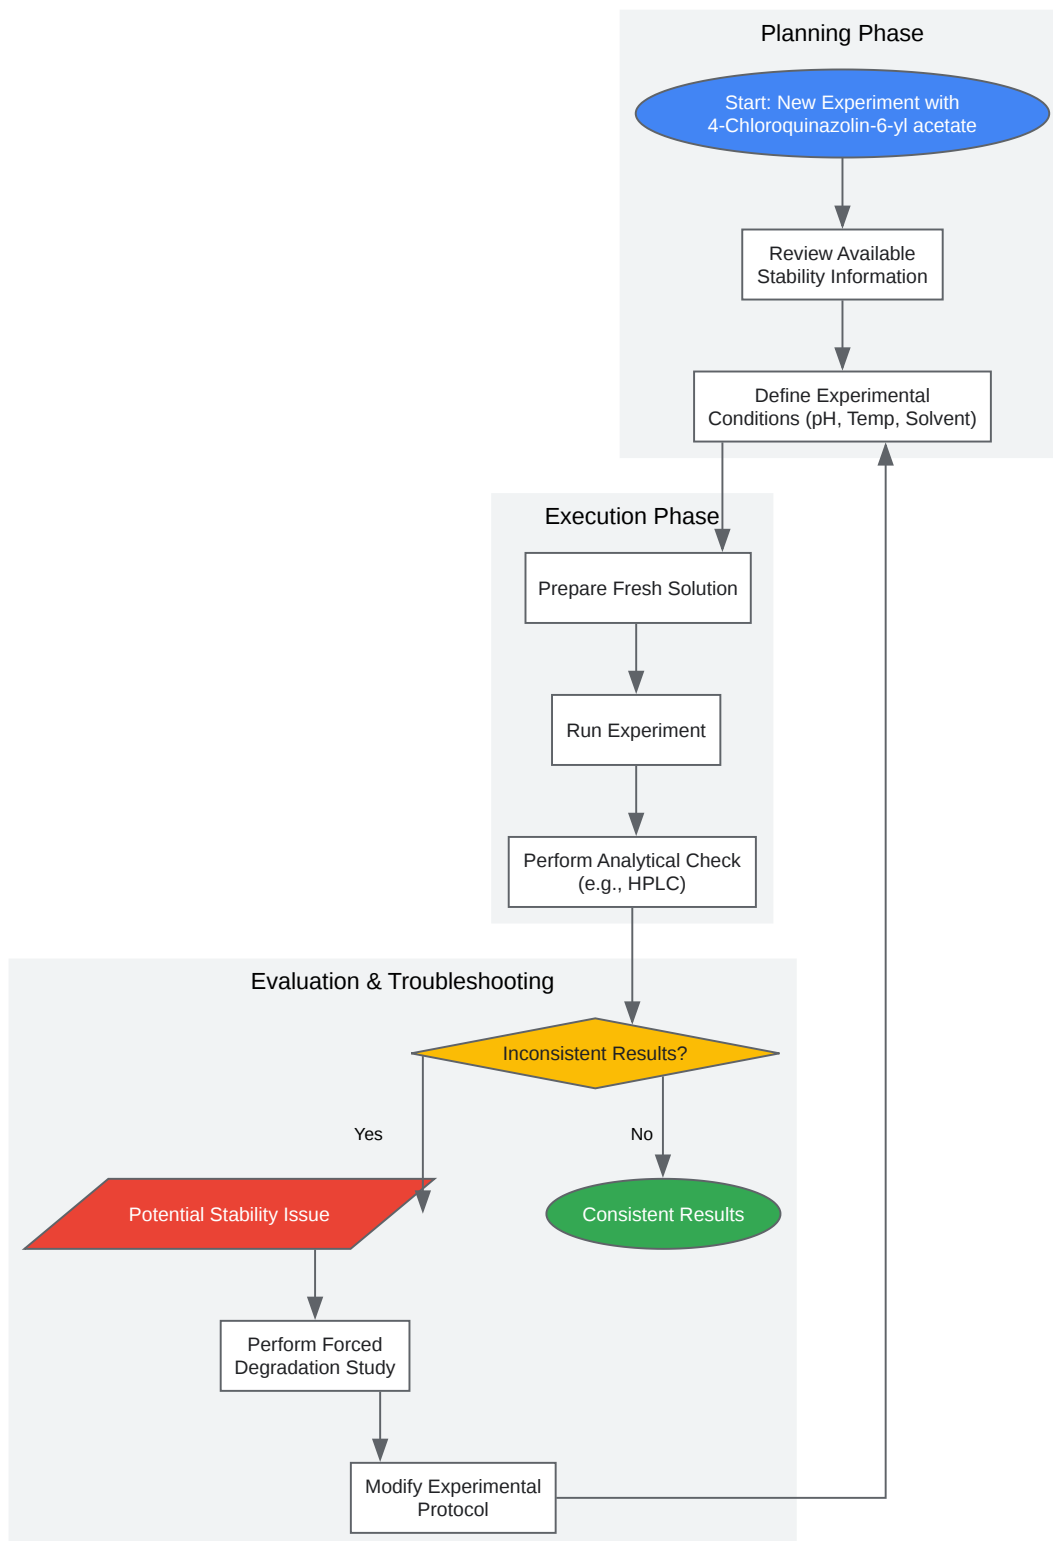 Planning Phase
Start: New Experiment with
4-Chloroquinazolin-6-yl acetate
Review Available
Stability Information
Define Experimental
Conditions (pH, Temp, Solvent)
Execution Phase
Prepare Fresh Solution
Run Experiment
Perform Analytical Check
(e.g., HPLC)
Evaluation & Troubleshooting
Inconsistent Results?
Yes
No
Potential Stability Issue
Consistent Results
Perform Forced
Degradation Study
Modify Experimental
Protocol